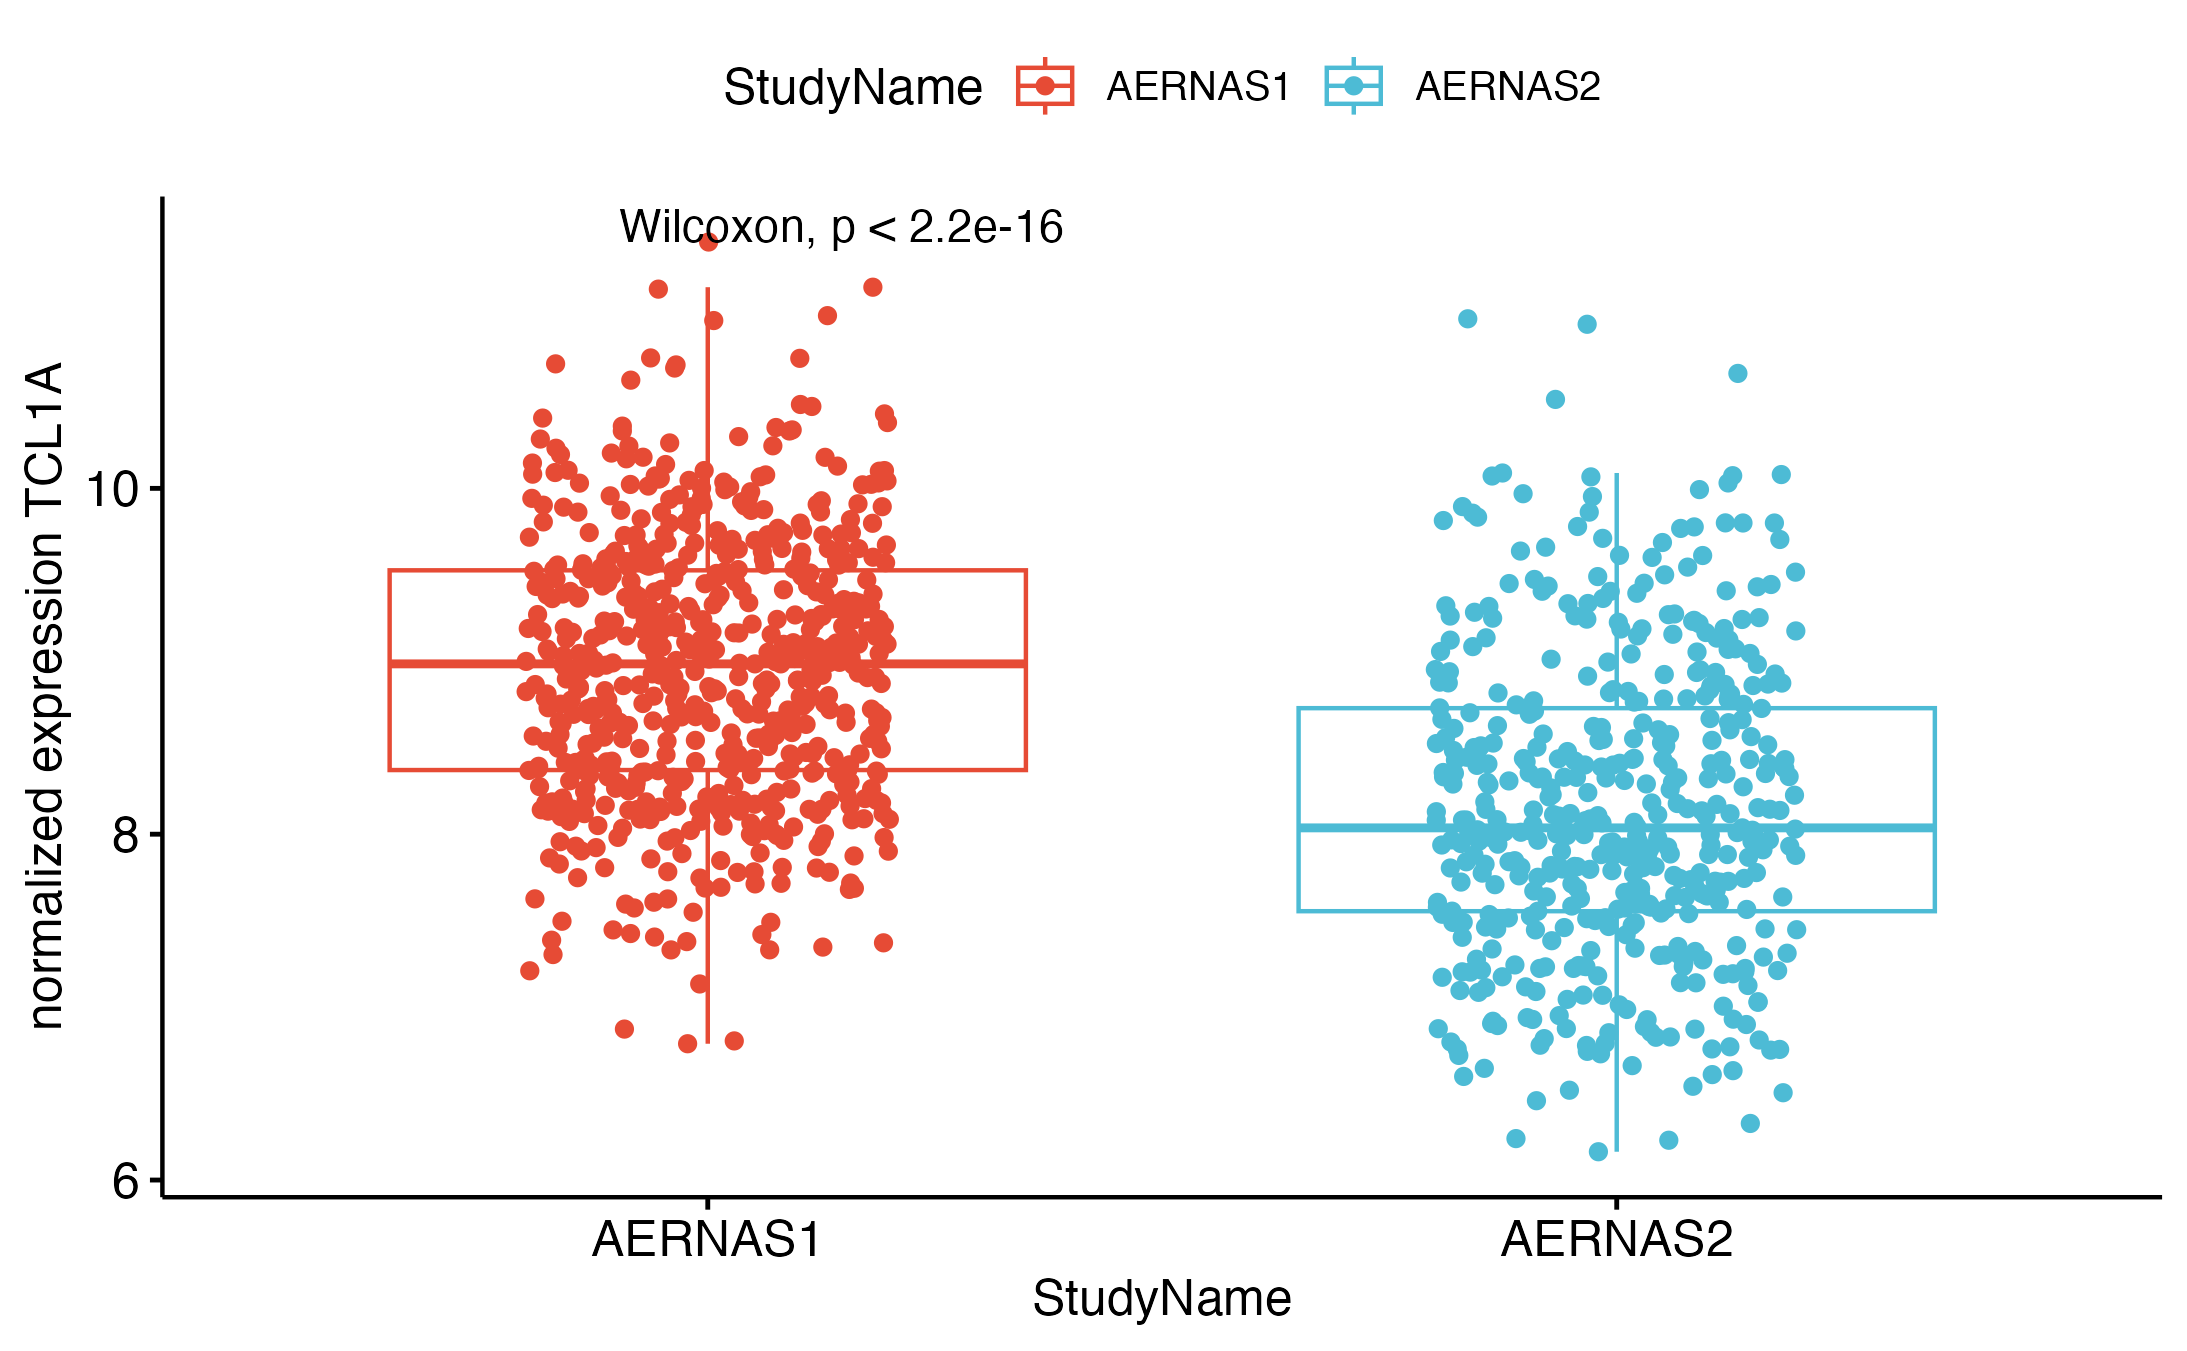 StudyName AERNAS1 AERNAS2
Wilcoxon, p < 2.2e-16
normalized expression TCL1A
10
8
6
AERNAS1 AERNAS2
StudyName